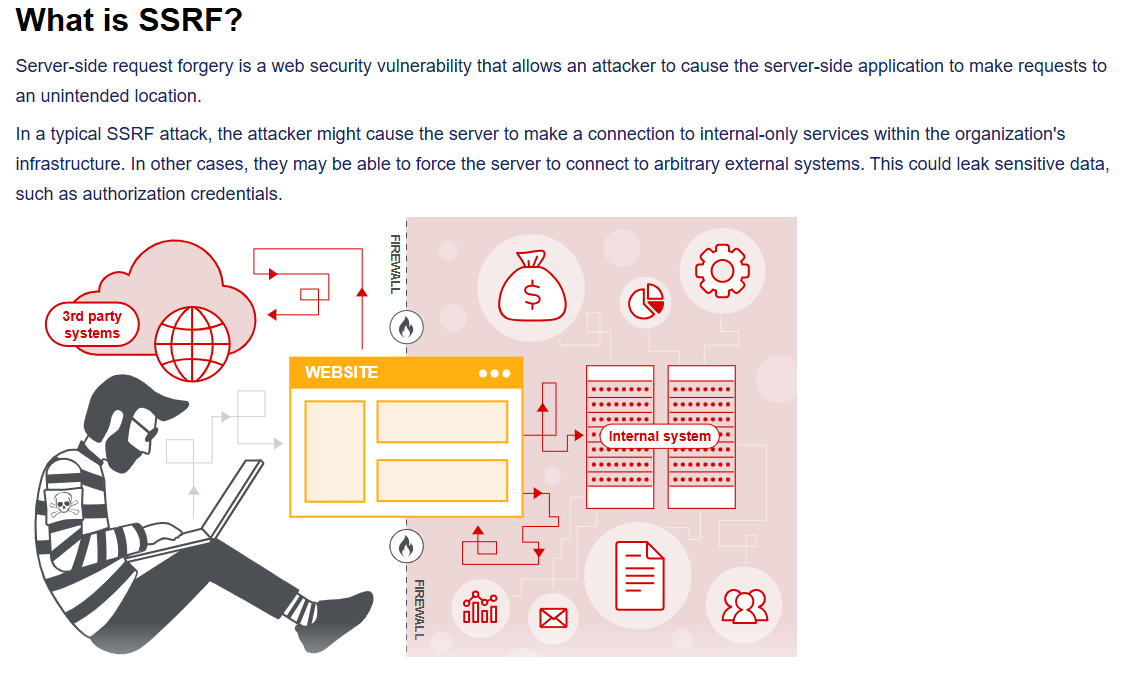 What is SSRF?
Server-side request forgery is a web security vulnerability that allows an attacker to cause the server-side application to make requests to
an unintended location.
In a typical SSRF attack, the attacker might cause the server to make a connection to internal-only services within the organization's
infrastructure. In other cases, they may be able to force the server to connect to arbitrary external systems. This could leak sensitive data,
such as authorization credentials.
FIREWALL
3rd party
systems
WEBSITE
$
Internal system
FIREWALL